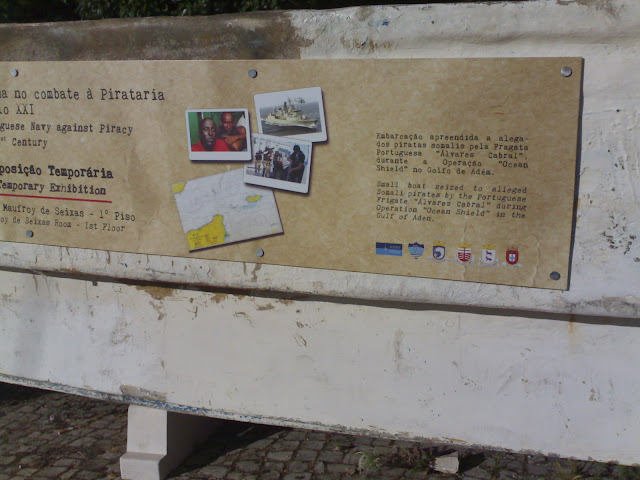 a no combate à Pirataria
o XXI
guese Navy against Piracy
st Century
posição Temporária
Temporary Exhibition
Maufroy de Seixas - 1º Piso
oy de Seixas Room - 1st Floor
Embarcação apreendida a alega-
dos piratas somalis pela Fragata
Portuguesa "Álvares Cabral",
durante a Operação "Ocean
Shield" no Golfo de Adém.
Small boat seized to alleged
Somali pirates by the Portuguese
Frigate "Álvares Cabral" during
Operation "Ocean Shield" in the
Gulf of Aden.